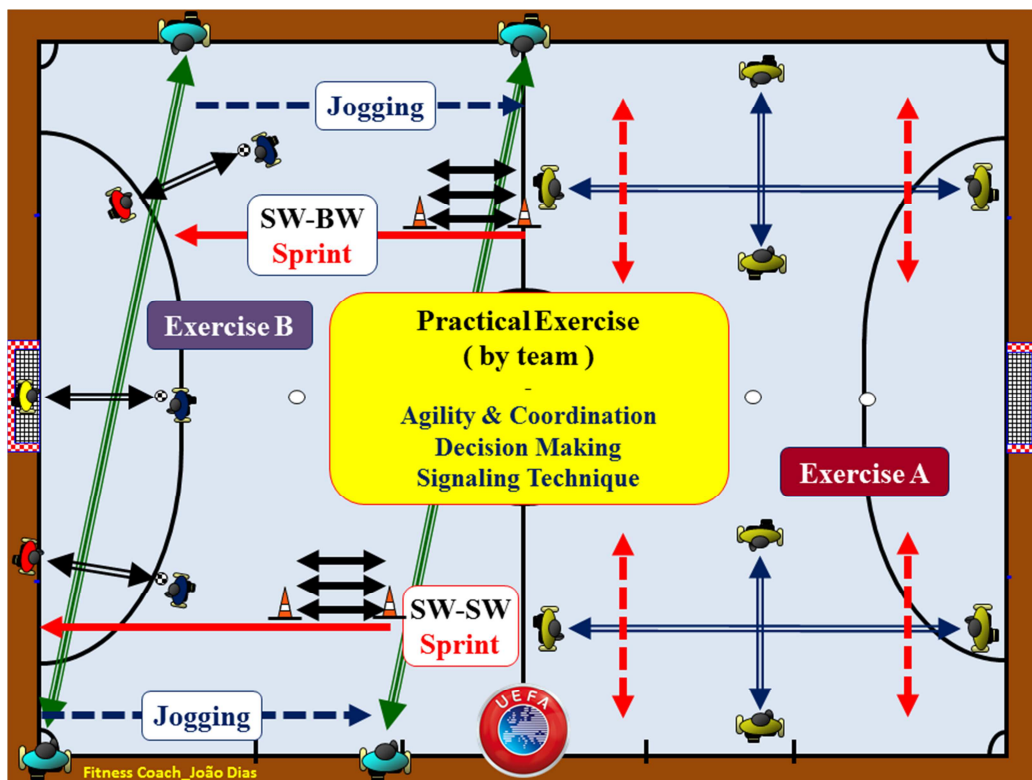 Jogging
SW-BW
Sprint
Exercise B
Practical Exercise
( by team )
-
Agility & Coordination
Decision Making
Signaling Technique
Exercise A
SW-SW
Sprint
Jogging
UEFA
Fitness Coach_João Dias